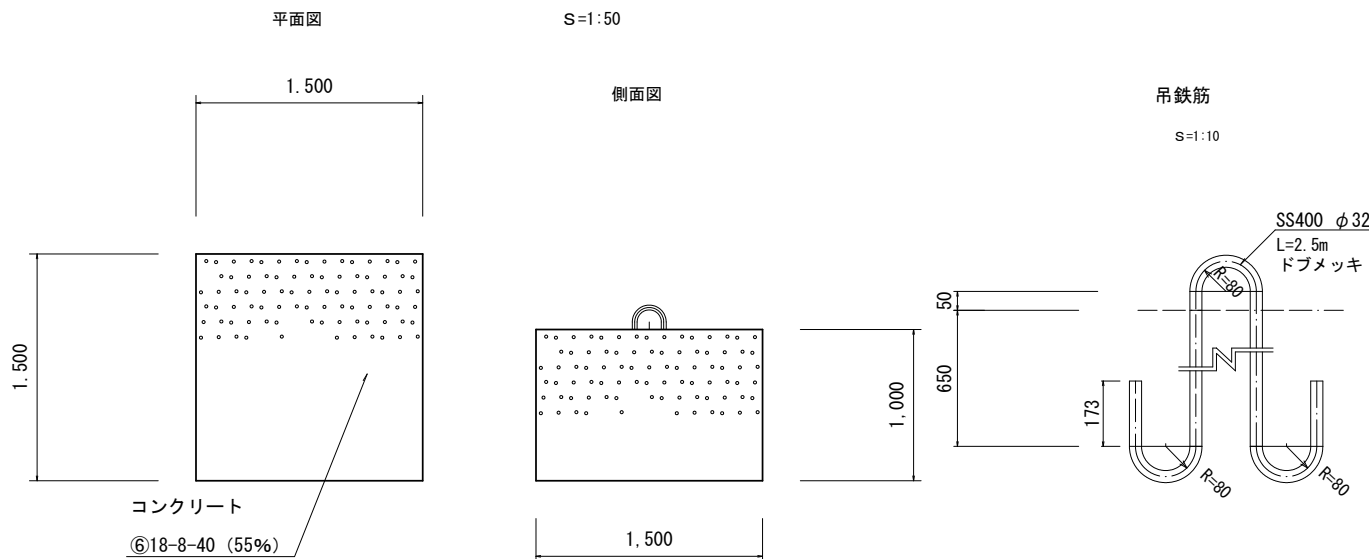 平面図
S=1:50
1.500
1.500
コンクリート
⑥18-8-40 (55%)
側面図
1,000
1,500
吊鉄筋
S=1:10
SS400 φ32
L=2.5m
ドブメッキ
R=80
50
650
173
R=80
R=80